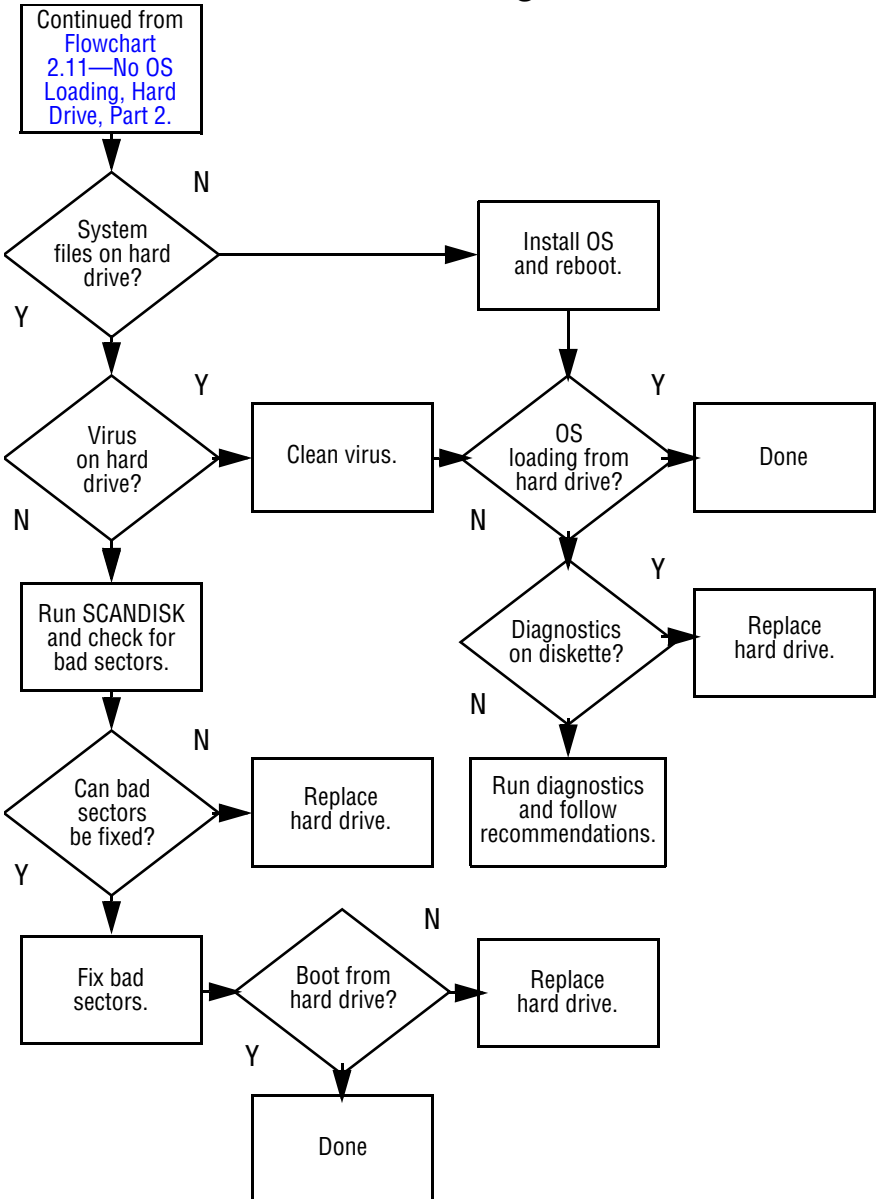 Continued from
Flowchart
2.11—No OS
Loading, Hard
Drive, Part 2.
N
System
files on hard
drive?
Y
Install OS
and reboot.
Y
Virus
on hard
drive?
N
Clean virus.
Y
OS
loading from
hard drive?
N
Done
Run SCANDISK
and check for
bad sectors.
Y
Diagnostics
on diskette?
N
Replace
hard drive.
N
Can bad
sectors
be fixed?
Y
Replace
hard drive.
Run diagnostics
and follow
recommendations.
Fix bad
sectors.
N
Boot from
hard drive?
Y
Replace
hard drive.
Done